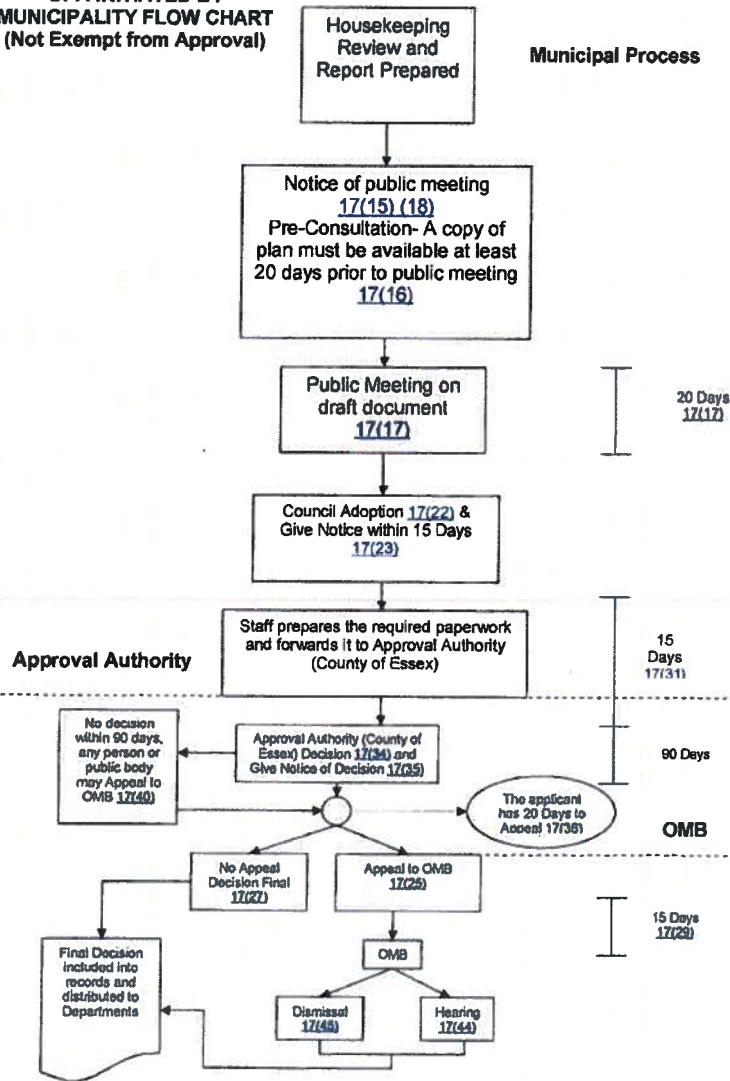 MUNICIPALITY FLOW CHART
(Not Exempt from Approval)
Housekeeping
Review and
Report Prepared
Municipal Process
Notice of public meeting
17(15) (18)
Pre-Consultation- A copy of
plan must be available at least
20 days prior to public meeting
17(16)
Public Meeting on
draft document
17(17)
20 Days
17(17)
Council Adoption 17(22) &
Give Notice within 15 Days
17(23)
Staff prepares the required paperwork
and forwards it to Approval Authority
(County of Essex)
15
Days
17(31)
Approval Authority
No decision
within 90 days,
any person or
public body
may Appeal to
OMB 17(40)
Approval Authority (County of
Essex) Decision 17(34) and
Give Notice of Decision 17(35)
90 Days
The applicant
has 20 Days to
Appeal 17(36)
OMB
No Appeal
Decision Final
17(27)
Appeal to OMB
17(25)
15 Days
17(29)
Final Decision
included into
records and
distributed to
Departments
OMB
Dismissal
17(45)
Hearing
17(44)